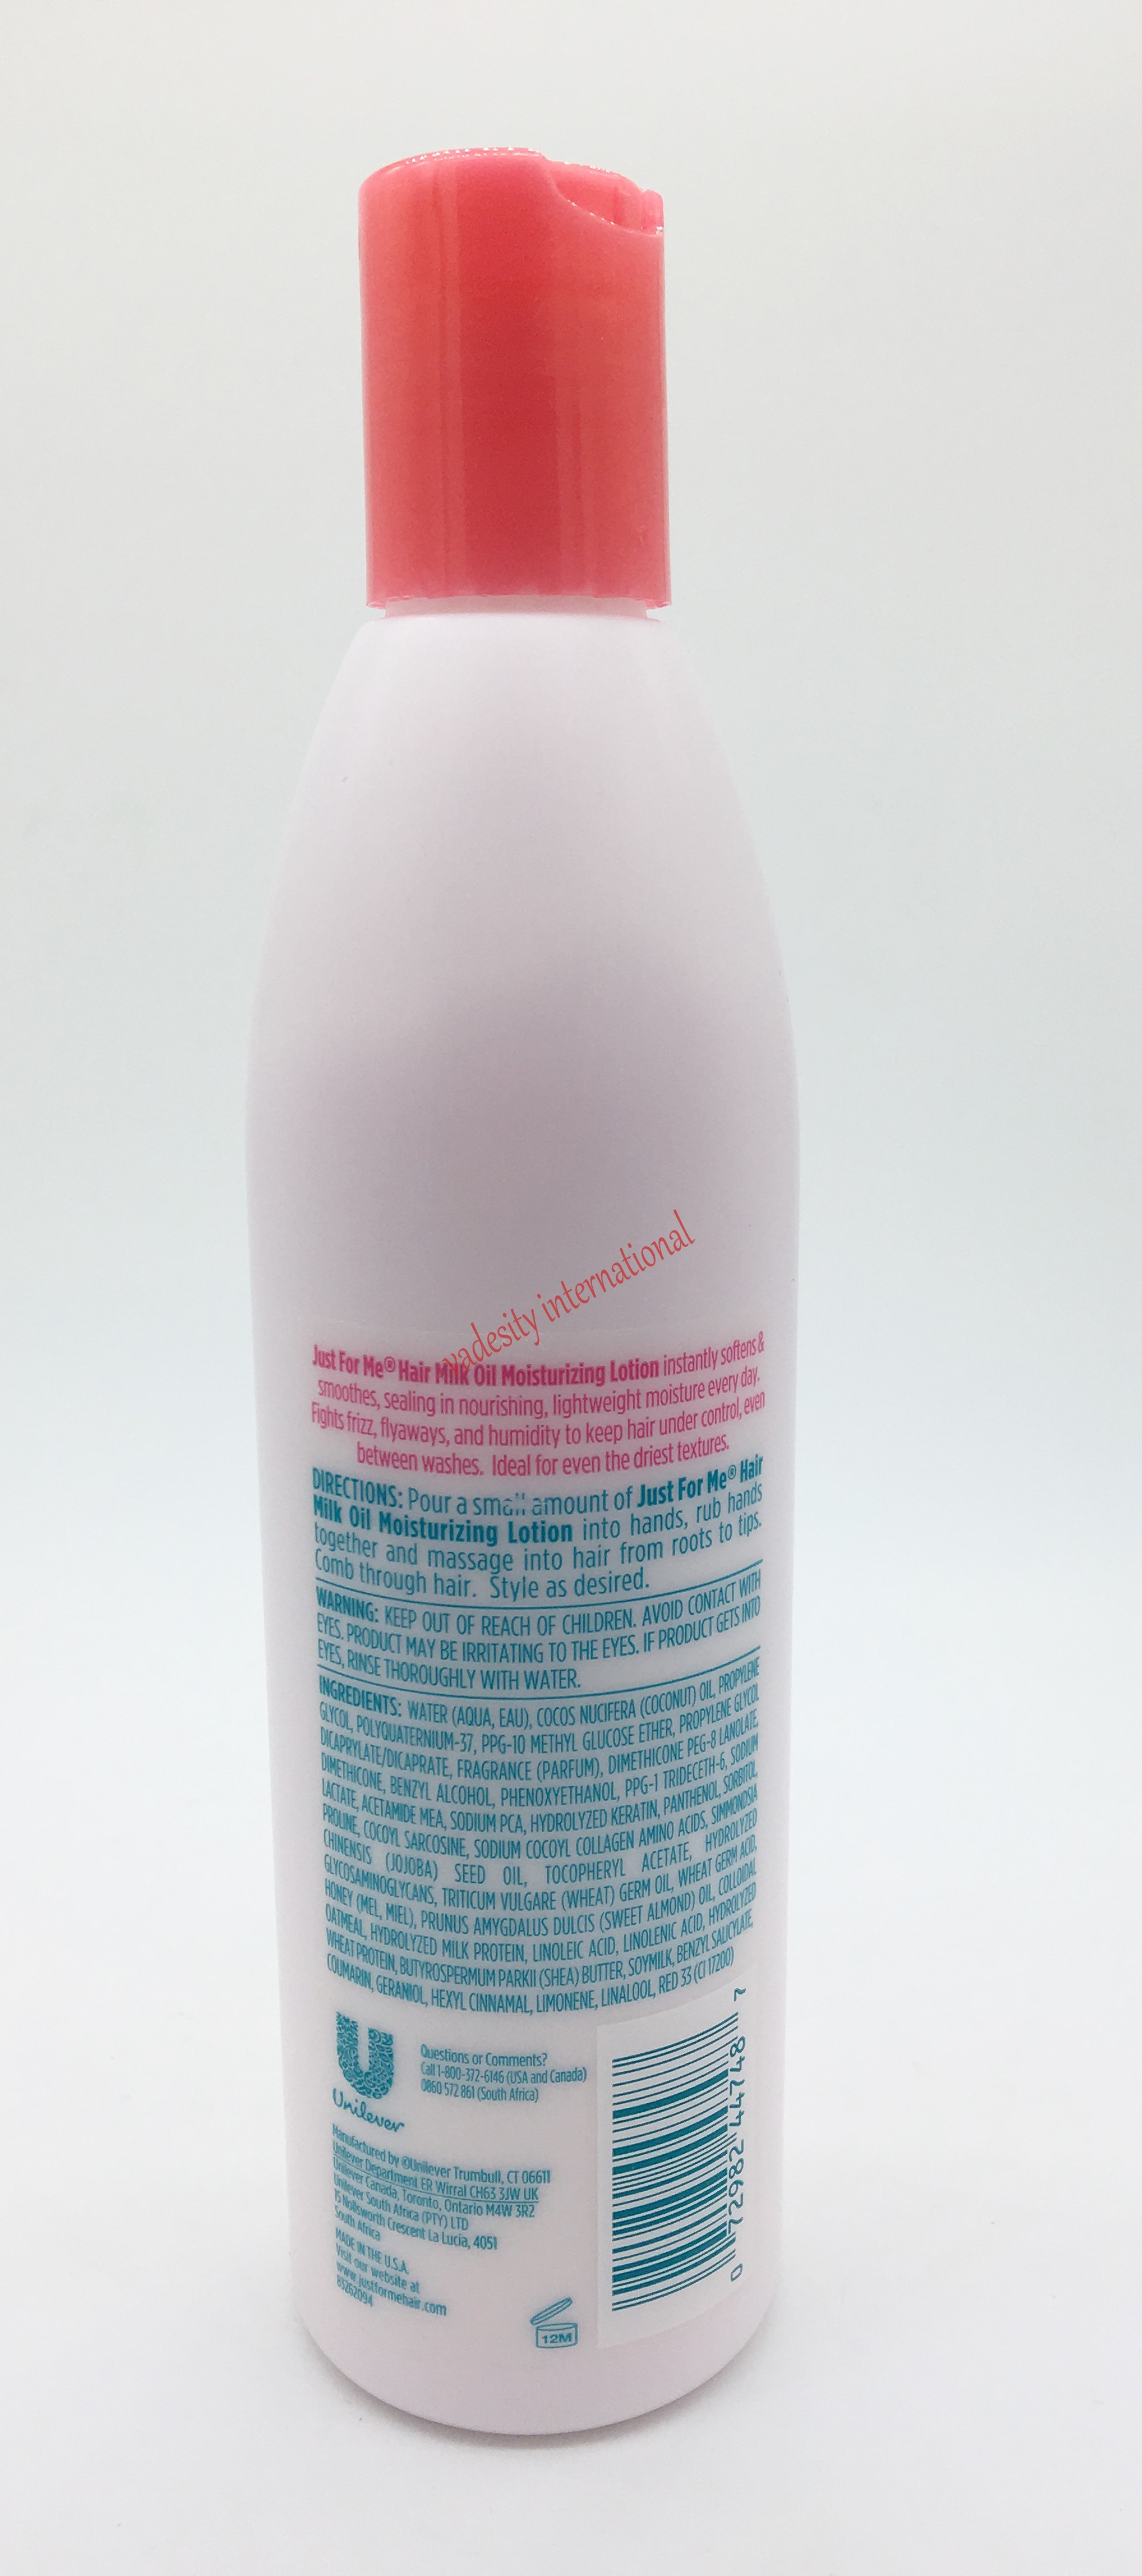 vadesity international
Just For Me® Hair Milk Oil Moisturizing Lotion instantly softens &
smoothes, sealing in nourishing, lightweight moisture every day.
Fights frizz, flyaways, and humidity to keep hair under control, even
between washes. Ideal for even the driest textures.
DIRECTIONS: Pour a small amount of Just For Me® Hair
Milk Oil Moisturizing Lotion into hands, rub hands
together and massage into hair from roots to tips.
Comb through hair. Style as desired.
WARNING: KEEP OUT OF REACH OF CHILDREN. AVOID CONTACT WITH
EYES. PRODUCT MAY BE IRRITATING TO THE EYES. IF PRODUCT GETS INTO
EYES, RINSE THOROUGHLY WITH WATER.
INGREDIENTS: WATER (AQUA, EAU), COCOS NUCIFERA (COCONUT) OIL, PROPYLENE
GLYCOL, POLYQUATERNIUM-37, PPG-10 METHYL GLUCOSE ETHER, PROPYLENE GLYCOL
DICAPRYLATE/DICAPRATE, FRAGRANCE (PARFUM), DIMETHICONE PEG-8 LANOLATE,
DIMETHICONE, BENZYL ALCOHOL, PHENOXYETHANOL, PPG-1 TRIDECETH-6, SODIUM
LACTATE, ACETAMIDE MEA, SODIUM PCA, HYDROLYZED KERATIN, PANTHENOL, SORBITOL,
PROLINE, COCOYL SARCOSINE, SODIUM COCOYL COLLAGEN AMINO ACIDS, SIMMONDSIA
CHINENSIS (JOJOBA) SEED OIL, TOCOPHERYL ACETATE, HYDROLYZED
GLYCOSAMINOGLYCANS, TRITICUM VULGARE (WHEAT) GERM OIL, WHEAT GERM ACID,
HONEY (MEL, MIEL), PRUNUS AMYGDALUS DULCIS (SWEET ALMOND) OIL, COLLOIDAL
OATMEAL, HYDROLYZED MILK PROTEIN, LINOLEIC ACID, LINOLENIC ACID, HYDROLYZED
WHEAT PROTEIN, BUTYROSPERMUM PARKII (SHEA) BUTTER, SOYMILK, BENZYL SALICYLATE,
COUMARIN, GERANIOL, HEXYL CINNAMAL, LIMONENE, LINALOOL, RED 33 (CI 17200)
Unilever
Questions or Comments?
Call 1-800-372-6146 (USA and Canada)
0860 572 861 (South Africa)
Manufactured by ©Unilever Trumbull, CT 06611
Unilever Department ER Wirral CH63 3JW UK
Unilever Canada, Toronto, Ontario M4W 3R2
Unilever South Africa (PTY) LTD
15 Nollsworth Crescent La Lucia, 4051
South Africa
MADE IN THE U.S.A.
Visit our website at
www.justformehair.com
85262094
12M
0 72982 44748 7